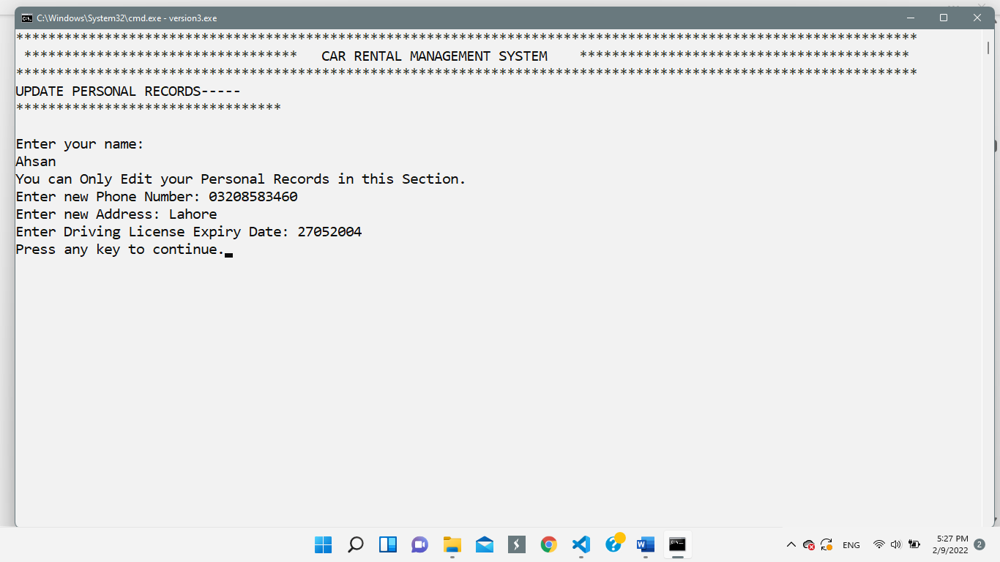 C:\Windows\System32\cmd.exe - version3.exe
****************************************************************************************************************
********************************** CAR RENTAL MANAGEMENT SYSTEM *****************************************
****************************************************************************************************************
UPDATE PERSONAL RECORDS-----
*********************************
Enter your name:
Ahsan
You can Only Edit your Personal Records in this Section.
Enter new Phone Number: 03208583460
Enter new Address: Lahore
Enter Driving License Expiry Date: 27052004
Press any key to continue.
ENG
5:27 PM
2/9/2022
2